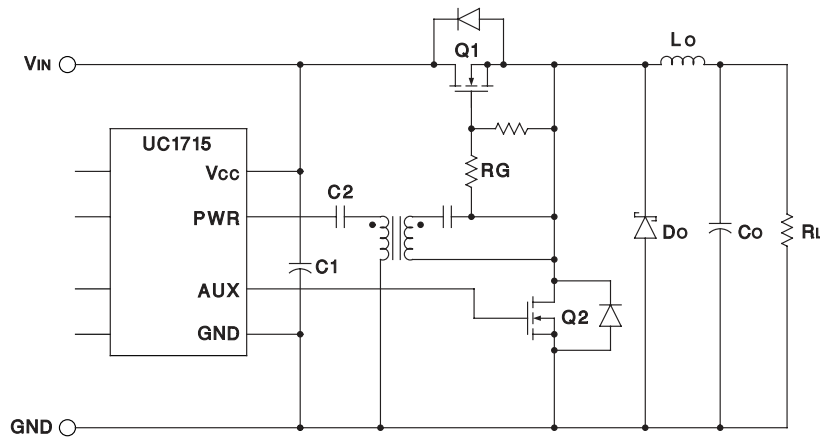 Lo
Q1
VIN
UC1715
RG
VCC
C2
PWR
Do
Co
RL
C1
AUX
Q2
GND
GND